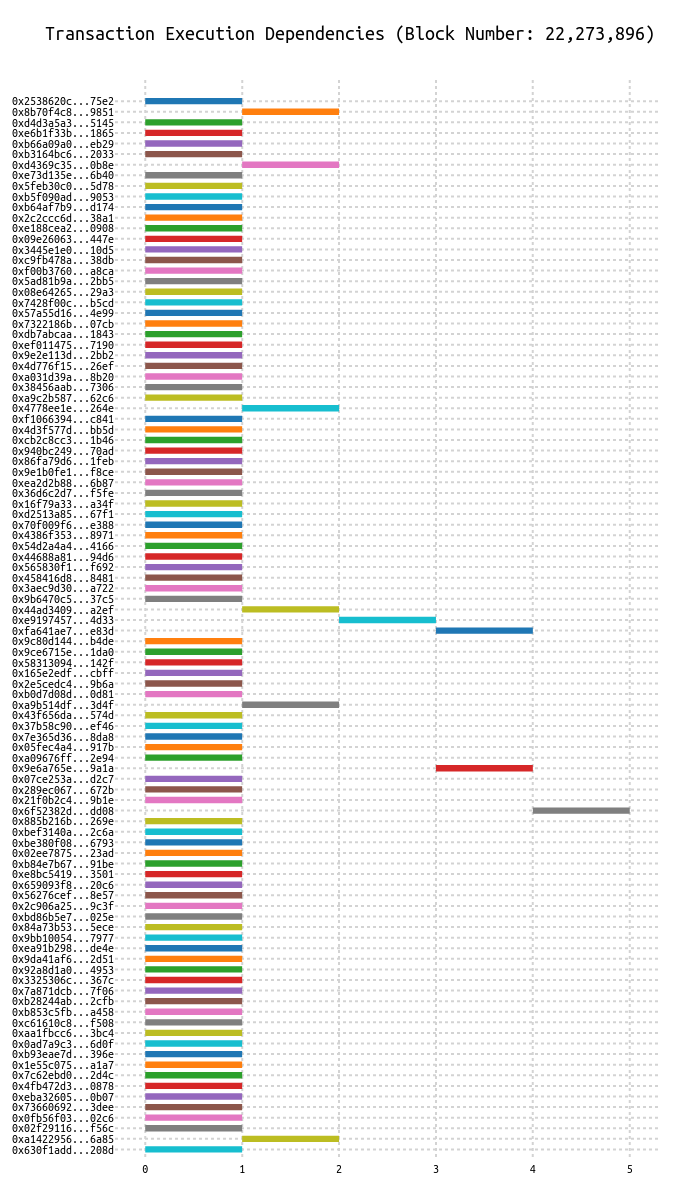 Transaction Execution Dependencies (Block Number: 22,273,896)
0x2538620c...75e2
0x8b70f4c8...9851
0xd4d3a5a3...5145
0xe6b1f33b...1865
0xb66a09a0...eb29
0xb3164bc6...2033
0xd4369c35...0b8e
0xe73d135e...6b40
0x5feb30c0...5d78
0xb5f090ad...9053
0xb64af7b9...d174
0x2c2ccc6d...38a1
0xe188cea2...0908
0x09e26063...447e
0x3445e1e0...10d5
0xc9fb478a...38db
0xf00b3760...a8ca
0x5ad81b9a...2bb5
0x08e64265...29a3
0x7428f00c...b5cd
0x57a55d16...4e99
0x7322186b...07cb
0xdb7abcaa...1843
0xef011475...7190
0x9e2e113d...2bb2
0x4d776f15...26ef
0xa031d39a...8b20
0x38456aab...7306
0xa9c2b587...62c6
0x4778ee1e...264e
0xf1066394...c841
0x4d3f577d...bb5d
0xcb2c8cc3...1b46
0x940bc249...70ad
0x86fa79d6...1feb
0x9e1b0fe1...f8ce
0xea2d2b88...6b87
0x36d6c2d7...f5fe
0x16f79a33...a34f
0xd2513a85...67f1
0x70f009f6...e388
0x4386f353...8971
0x54d2a4a4...4166
0x44688a81...94d6
0x565830f1...f692
0x458416d8...8481
0x3aec9d30...a722
0x9b6470c5...37c5
0x44ad3409...a2ef
0xe9197457...4d33
0xfa641ae7...e83d
0x9c80d144...b4de
0x9ce6715e...1da0
0x58313094...142f
0x165e2edf...cbff
0x2e5cedc4...9b6a
0xb0d7d08d...0d81
0xa9b514df...3d4f
0x43f656da...574d
0x37b58c90...ef46
0x7e365d36...8da8
0x05fec4a4...917b
0xa09676ff...2e94
0x9e6a765e...9a1a
0x07ce253a...d2c7
0x289ec067...672b
0x21f0b2c4...9b1e
0x6f52382d...dd08
0x885b216b...269e
0xbef3140a...2c6a
0xbe380f08...6793
0x02ee7875...23ad
0xb84e7b67...91be
0xe8bc5419...3501
0x659093f8...20c6
0x56276cef...8e57
0x2c906a25...9c3f
0xbd86b5e7...025e
0x84a73b53...5ece
0x9bb10054...7977
0xea91b298...de4e
0x9da41af6...2d51
0x92a8d1a0...4953
0x3325306c...367c
0x7a871dcb...7f06
0xb28244ab...2cfb
0xb853c5fb...a458
0xc61610c8...f508
0xaa1fbcc6...3bc4
0x0ad7a9c3...6d0f
0xb93eae7d...396e
0x1e55c075...a1a7
0x7c62ebd0...2d4c
0x4fb472d3...0878
0xeba32605...0b07
0x73660692...3dee
0x0fb56f03...02c6
0x02f29116...f56c
0xa1422956...6a85
0x630f1add...208d
0 1 2 3 4 5